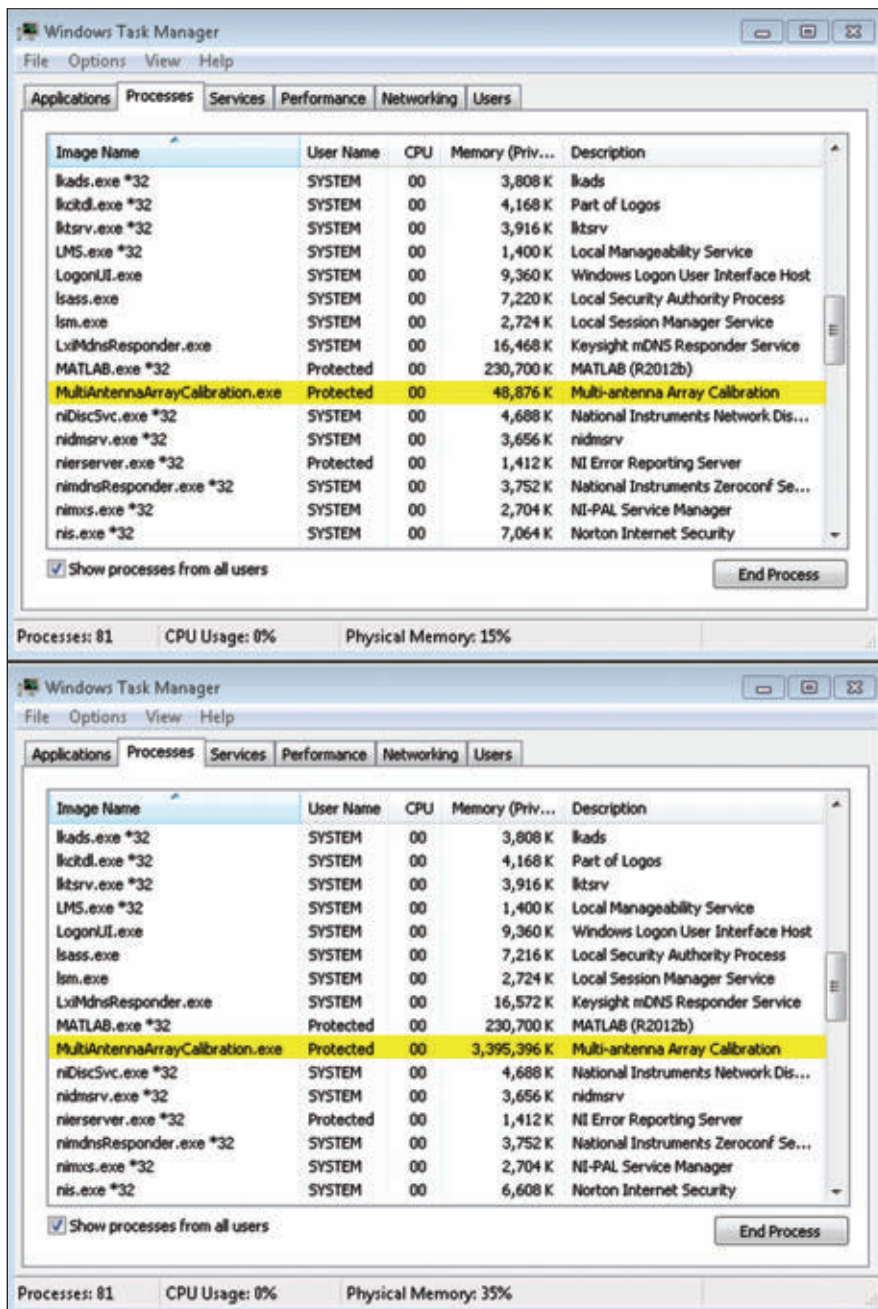 Windows Task Manager
File Options View Help
Applications Processes Services Performance Networking Users
Image Name User Name CPU Memory (Priv... Description
lkads.exe *32 SYSTEM 00 3,808 K lkads
lkcitdl.exe *32 SYSTEM 00 4,168 K Part of Logos
lktsrv.exe *32 SYSTEM 00 3,916 K lktsrv
LMS.exe *32 SYSTEM 00 1,400 K Local Manageability Service
LogonUI.exe SYSTEM 00 9,360 K Windows Logon User Interface Host
lsass.exe SYSTEM 00 7,220 K Local Security Authority Process
lsm.exe SYSTEM 00 2,724 K Local Session Manager Service
LxiMdnsResponder.exe SYSTEM 00 16,468 K Keysight mDNS Responder Service
MATLAB.exe *32 Protected 00 230,700 K MATLAB (R2012b)
MultiAntennaArrayCalibration.exe Protected 00 48,876 K Multi-antenna Array Calibration
niDiscSvc.exe *32 SYSTEM 00 4,688 K National Instruments Network Dis...
nidmsrv.exe *32 SYSTEM 00 3,656 K nidmsrv
nierserver.exe *32 Protected 00 1,412 K NI Error Reporting Server
nimdnsResponder.exe *32 SYSTEM 00 3,752 K National Instruments Zeroconf Se...
nimxs.exe *32 SYSTEM 00 2,704 K NI-PAL Service Manager
nis.exe *32 SYSTEM 00 7,064 K Norton Internet Security
Show processes from all users End Process
Processes: 81 CPU Usage: 0% Physical Memory: 15%
Windows Task Manager
File Options View Help
Applications Processes Services Performance Networking Users
Image Name User Name CPU Memory (Priv... Description
lkads.exe *32 SYSTEM 00 3,808 K lkads
lkcitdl.exe *32 SYSTEM 00 4,168 K Part of Logos
lktsrv.exe *32 SYSTEM 00 3,916 K lktsrv
LMS.exe *32 SYSTEM 00 1,400 K Local Manageability Service
LogonUI.exe SYSTEM 00 9,360 K Windows Logon User Interface Host
lsass.exe SYSTEM 00 7,216 K Local Security Authority Process
lsm.exe SYSTEM 00 2,724 K Local Session Manager Service
LxiMdnsResponder.exe SYSTEM 00 16,572 K Keysight mDNS Responder Service
MATLAB.exe *32 Protected 00 230,700 K MATLAB (R2012b)
MultiAntennaArrayCalibration.exe Protected 00 3,395,396 K Multi-antenna Array Calibration
niDiscSvc.exe *32 SYSTEM 00 4,688 K National Instruments Network Dis...
nidmsrv.exe *32 SYSTEM 00 3,656 K nidmsrv
nierserver.exe *32 Protected 00 1,412 K NI Error Reporting Server
nimdnsResponder.exe *32 SYSTEM 00 3,752 K National Instruments Zeroconf Se...
nimxs.exe *32 SYSTEM 00 2,704 K NI-PAL Service Manager
nis.exe *32 SYSTEM 00 6,608 K Norton Internet Security
Show processes from all users End Process
Processes: 81 CPU Usage: 0% Physical Memory: 35%